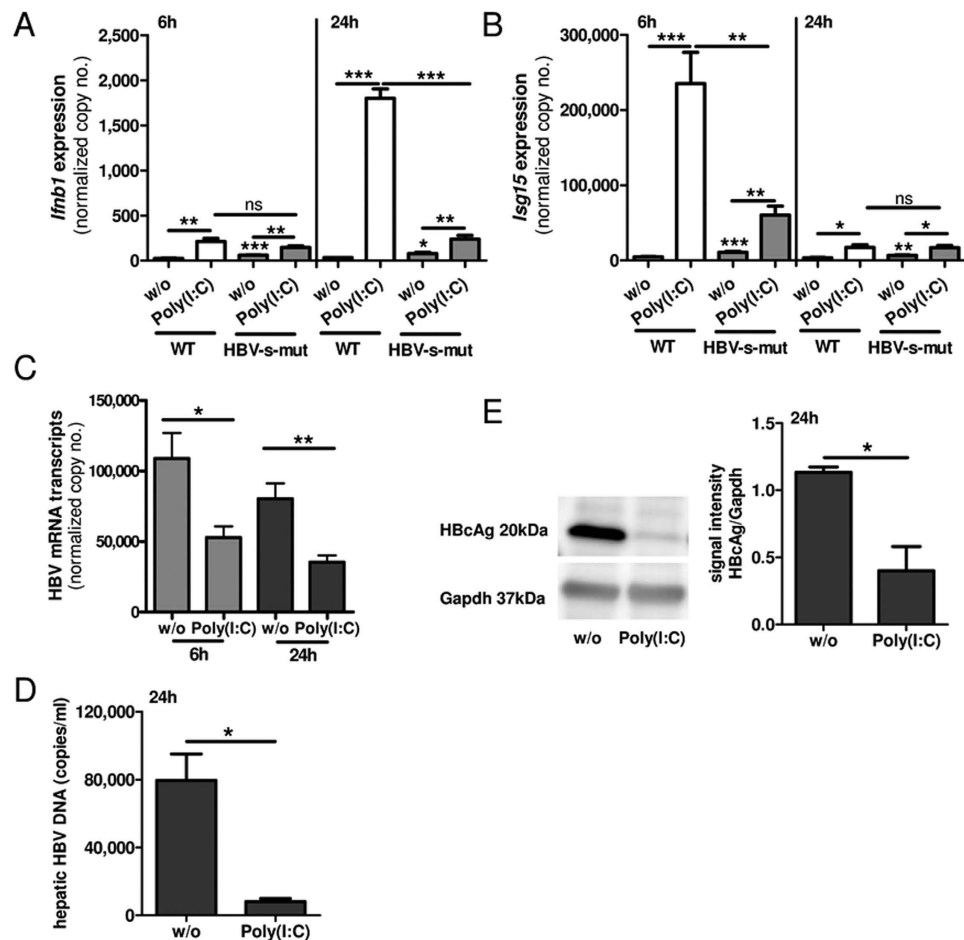 A
6h
24h
Ifnb1 expression
(normalized copy no.)
2,500
2,000
1,500
1,000
500
0
** ns *** ** *** *** * **
w/o Poly(I:C) w/o Poly(I:C) w/o Poly(I:C) w/o Poly(I:C)
WT HBV-s-mut WT HBV-s-mut
B
6h
24h
Isg15 expression
(normalized copy no.)
300,000
200,000
100,000
0
*** ** *** ** * ns ** *
w/o Poly(I:C) w/o Poly(I:C) w/o Poly(I:C) w/o Poly(I:C)
WT HBV-s-mut WT HBV-s-mut
C
HBV mRNA transcripts
(normalized copy no.)
150,000
100,000
50,000
0
* **
w/o Poly(I:C) w/o Poly(I:C)
6h 24h
E
HBcAg 20kDa
Gapdh 37kDa
w/o Poly(I:C)
24h
signal intensity
HBcAg/Gapdh
1.5
1.0
0.5
0.0
*
w/o Poly(I:C)
D
24h
hepatic HBV DNA (copies/ml)
120,000
80,000
40,000
0
*
w/o Poly(I:C)